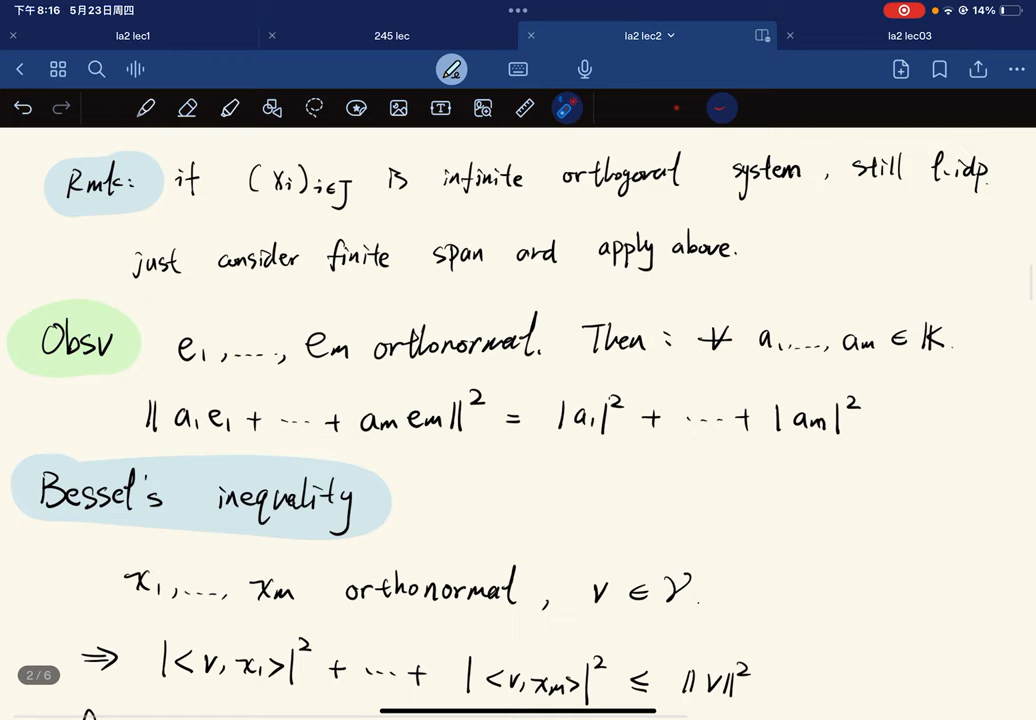 下午8:16 5月23日周四
14%
la2 lec1
245 lec
la2 lec2
la2 lec03
Rmk: if (xi)i∈J is infinite orthogonal system, still l.idp.
just consider finite span and apply above.
Obsv e1,...., em orthonormal. Then : ∀ a1,...., am ∈ K.
|| a1e1 + ... + am em ||² = |a1|² + ... + |am|²
Bessel's inequality
x1,...., xm orthonormal, v ∈ V.
⇒ |<v, x1>|² + ... + |<v, xm>|² ≤ ||v||²
2 / 6